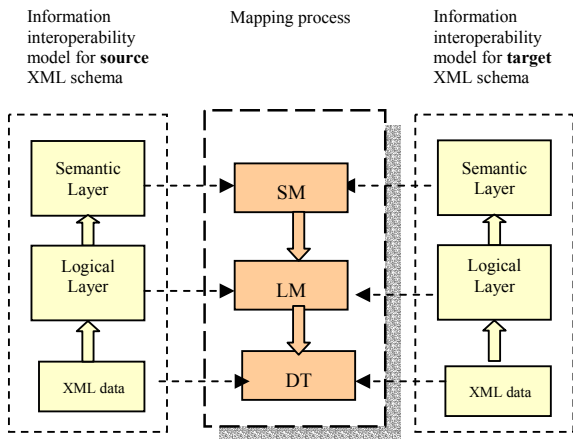 Information
interoperability
model for source
XML schema
Mapping process
Information
interoperability
model for target
XML schema
Semantic
Layer
SM
Semantic
Layer
Logical
Layer
LM
Logical
Layer
XML data
DT
XML data